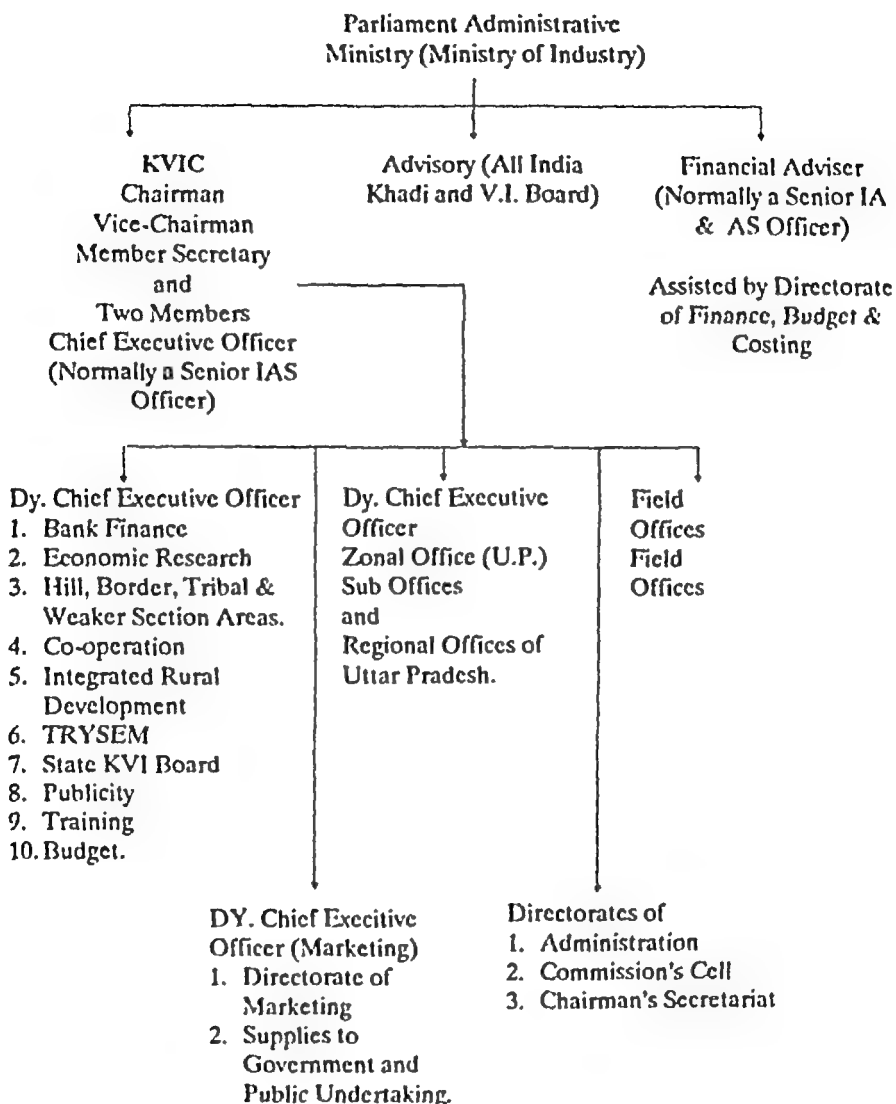 Parliament Administrative
Ministry (Ministry of Industry)
KVIC
Chairman
Vice-Chairman
Member Secretary
and
Two Members
Chief Executive Officer
(Normally a Senior IAS
Officer)
Advisory (All India
Khadi and V.I. Board)
Financial Adviser
(Normally a Senior IA
& AS Officer)
Assisted by Directorate
of Finance, Budget &
Costing
Dy. Chief Executive Officer
1. Bank Finance
2. Economic Research
3. Hill, Border, Tribal &
Weaker Section Areas.
4. Co-operation
5. Integrated Rural
Development
6. TRYSEM
7. State KVI Board
8. Publicity
9. Training
10. Budget.
Dy. Chief Executive
Officer
Zonal Office (U.P.)
Sub Offices
and
Regional Offices of
Uttar Pradesh.
Field
Offices
Field
Offices
DY. Chief Execitive
Officer (Marketing)
1. Directorate of
Marketing
2. Supplies to
Government and
Public Undertaking.
Directorates of
1. Administration
2. Commission's Cell
3. Chairman's Secretariat